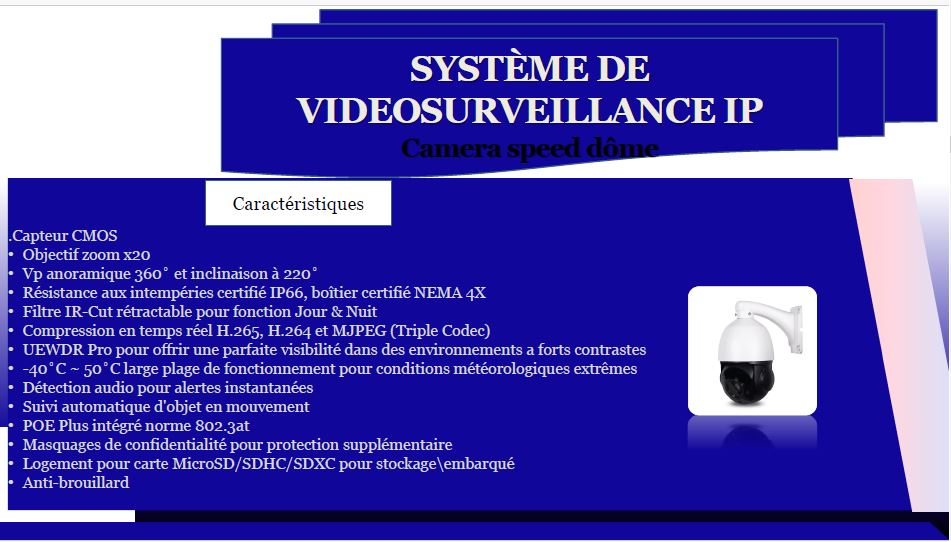 SYSTÈME DE
VIDEOSURVEILLANCE IP
Camera speed dôme
Caractéristiques
.Capteur CMOS
• Objectif zoom x20
• Vp anoramique 360˚ et inclinaison à 220˚
• Résistance aux intempéries certifié IP66, boîtier certifié NEMA 4X
• Filtre IR-Cut rétractable pour fonction Jour & Nuit
• Compression en temps réel H.265, H.264 et MJPEG (Triple Codec)
• UEWDR Pro pour offrir une parfaite visibilité dans des environnements a forts contrastes
• -40˚C ~ 50˚C large plage de fonctionnement pour conditions météorologiques extrêmes
• Détection audio pour alertes instantanées
• Suivi automatique d'objet en mouvement
• POE Plus intégré norme 802.3at
• Masquages de confidentialité pour protection supplémentaire
• Logement pour carte MicroSD/SDHC/SDXC pour stockage\embarqué
• Anti-brouillard